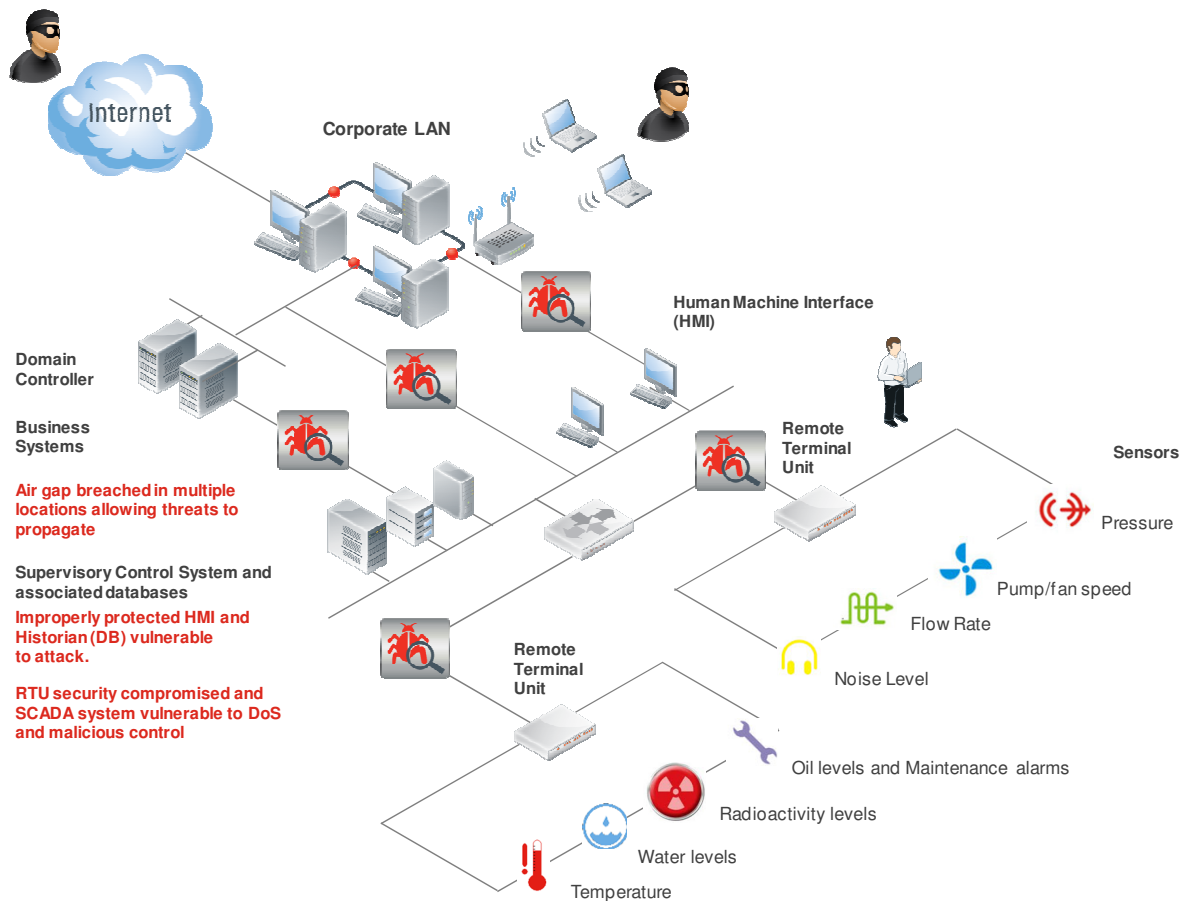 Internet
Corporate LAN
Human Machine Interface
(HMI)
Domain
Controller
Business
Systems
Remote
Terminal
Unit
Sensors
Air gap breached in multiple
locations allowing threats to
propagate
Pressure
Supervisory Control System and
associated databases
Pump/fan speed
Improperly protected HMI and
Historian (DB) vulnerable
to attack.
Flow Rate
Remote
Terminal
Unit
Noise Level
RTU security compromised and
SCADA system vulnerable to DoS
and malicious control
Oil levels and Maintenance alarms
Radioactivity levels
Water levels
Temperature